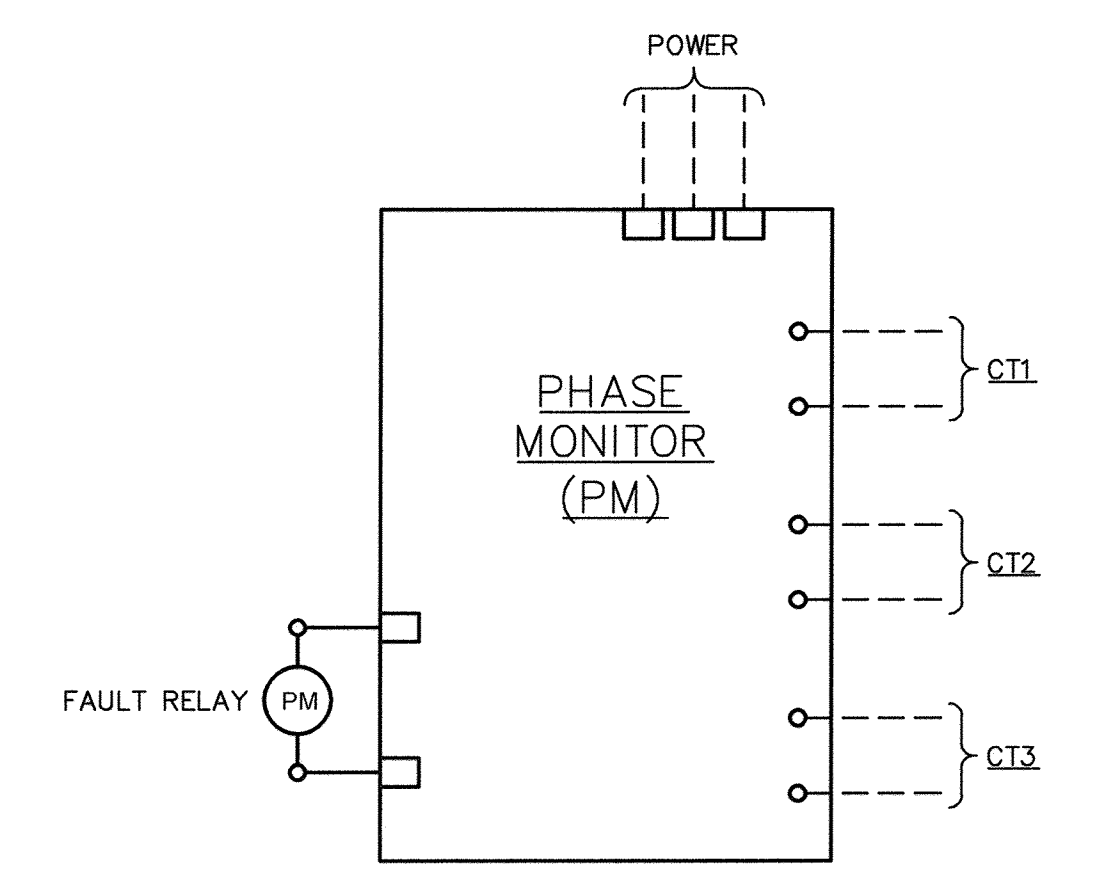 POWER
CT1
PHASE
MONITOR
(PM)
CT2
FAULT RELAY
PM
CT3